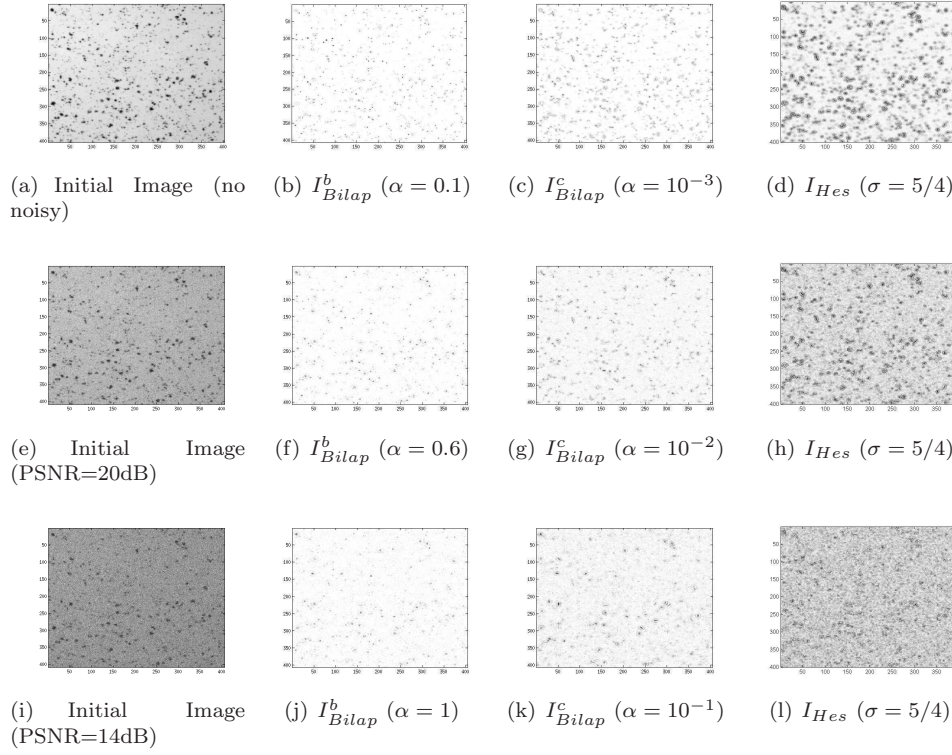 (a) Initial Image (no noisy)
(b) I^b_{Bilap} (α = 0.1)
(c) I^c_{Bilap} (α = 10^{-3})
(d) I_{Hes} (σ = 5/4)
(e) Initial Image (PSNR=20dB)
(f) I^b_{Bilap} (α = 0.6)
(g) I^c_{Bilap} (α = 10^{-2})
(h) I_{Hes} (σ = 5/4)
(i) Initial Image (PSNR=14dB)
(j) I^b_{Bilap} (α = 1)
(k) I^c_{Bilap} (α = 10^{-1})
(l) I_{Hes} (σ = 5/4)